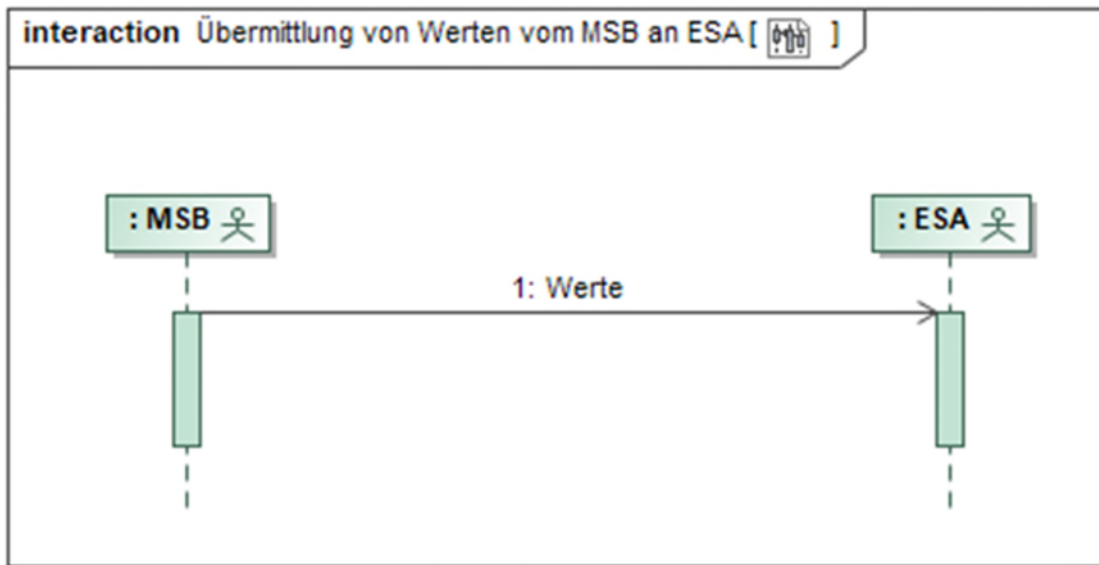 interaction Übermittlung von Werten vom MSB an ESA [ ]
: MSB
: ESA
1: Werte